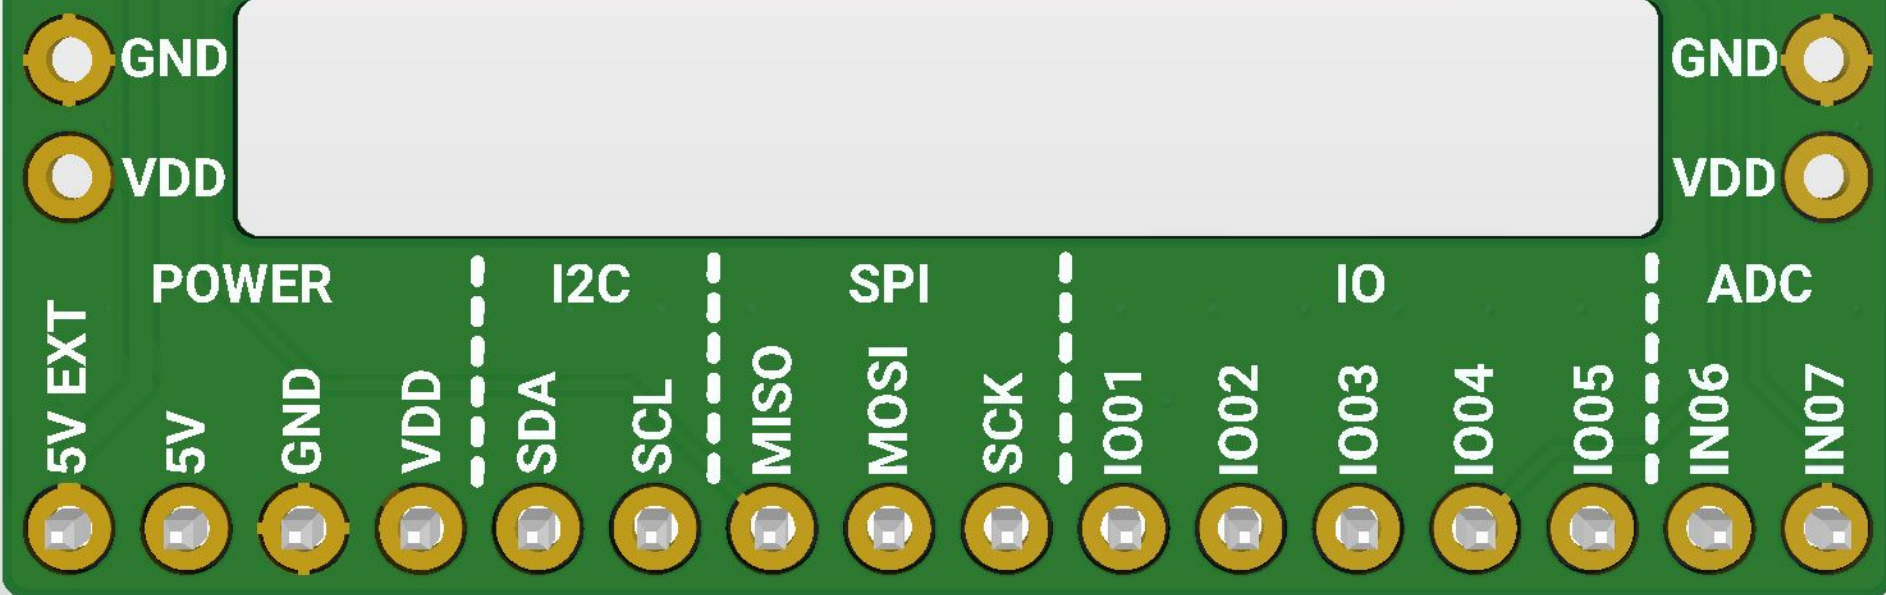 GND GND
VDD VDD
POWER I2C SPI IO ADC
5V EXT 5V GND VDD SDA SCL MISO MOSI SCK IO01 IO02 IO03 IO04 IO05 IN06 IN07